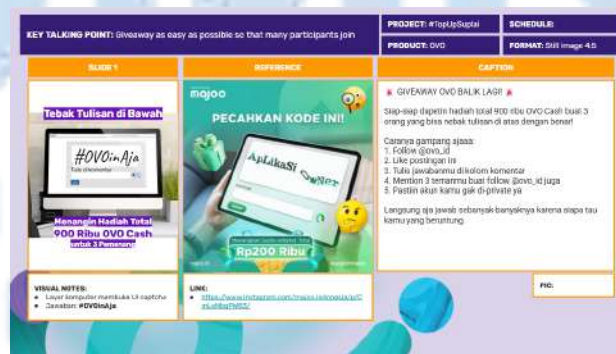 KEY TALKING POINT: Giveaway as easy as possible so that many participants join
PROJECT: #TopUpSuptai
SCHEDULE:
PRODUCT: OVO
FORMAT: Still image 4:5
SLIDE 1
REFERENCE
CAPTION
Tebak Tulisan di Bawah
#OVOinAja
Tulis di komentar
Menangin Hadiah Total
900 Ribu OVO Cash
untuk 3 Pemenang
majoo
PECAHKAN KODE INI!
ApLikaSi OwNer
Rp200 Ribu
GIVEAWAY OVO BALIK LAGI!
Siap-siap dapetin hadiah total 900 ribu OVO Cash buat 3
orang yang bisa nebak tulisan di atas dengan benar!
Caranya gampang ajaaa:
1. Follow @ovo_id
2. Like postingan ini
3. Tulis jawabanmu di kolom komentar
4. Mention 3 temanmu buat follow @ovo_id juga
5. Pastiin akun kamu gak di-private ya
Langsung aja jawab sebanyak-banyaknya karena siapa tau
kamu yang beruntung.
VISUAL NOTES:
Layar komputer membuka UI captcha
Jawaban: #OVOinAja
LINK:
PIC: